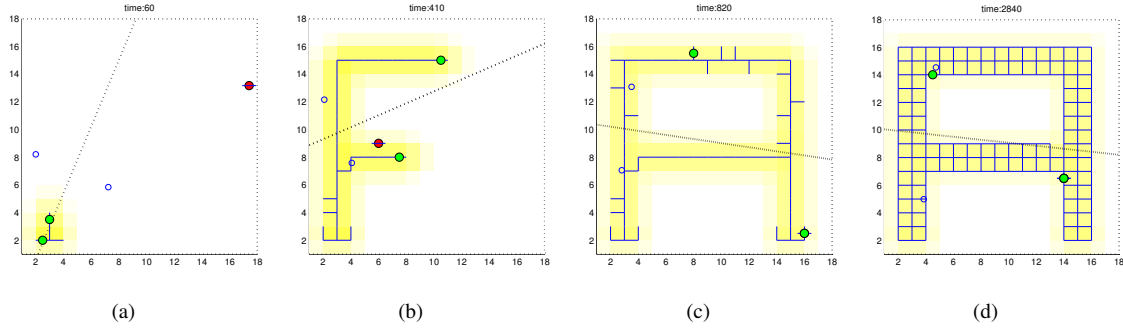 time:60 time:410 time:820 time:2840
18 18 18 18
16 16 16 16
14 14 14 14
12 12 12 12
10 10 10 10
8 8 8 8
6 6 6 6
4 4 4 4
2 2 2 2
2 4 6 8 10 12 14 16 18 2 4 6 8 10 12 14 16 18 2 4 6 8 10 12 14 16 18 2 4 6 8 10 12 14 16 18
(a) (b) (c) (d)